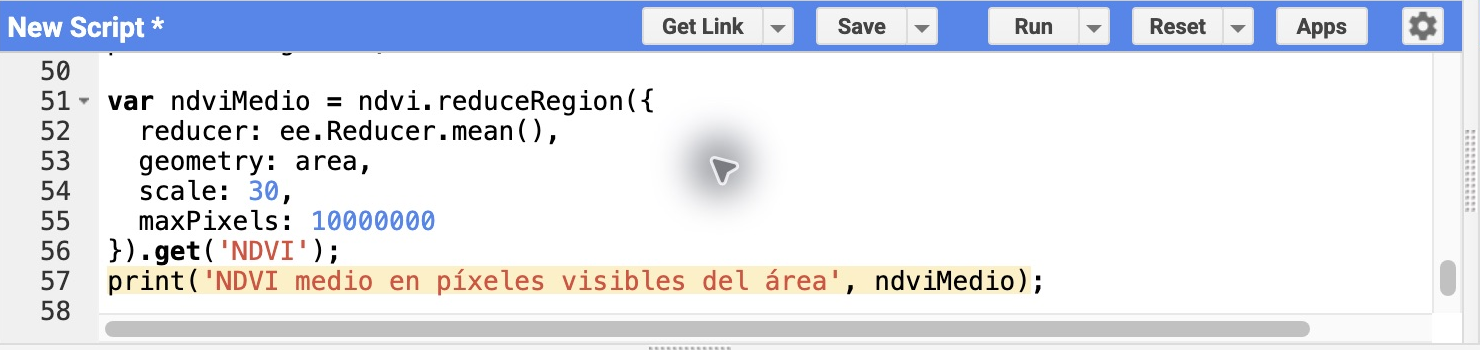 New Script *
Get Link Save Run Reset Apps
50
51 var ndviMedio = ndvi.reduceRegion({
52 reducer: ee.Reducer.mean(),
53 geometry: area,
54 scale: 30,
55 maxPixels: 10000000
56 }).get('NDVI');
57 print('NDVI medio en píxeles visibles del área', ndviMedio);
58